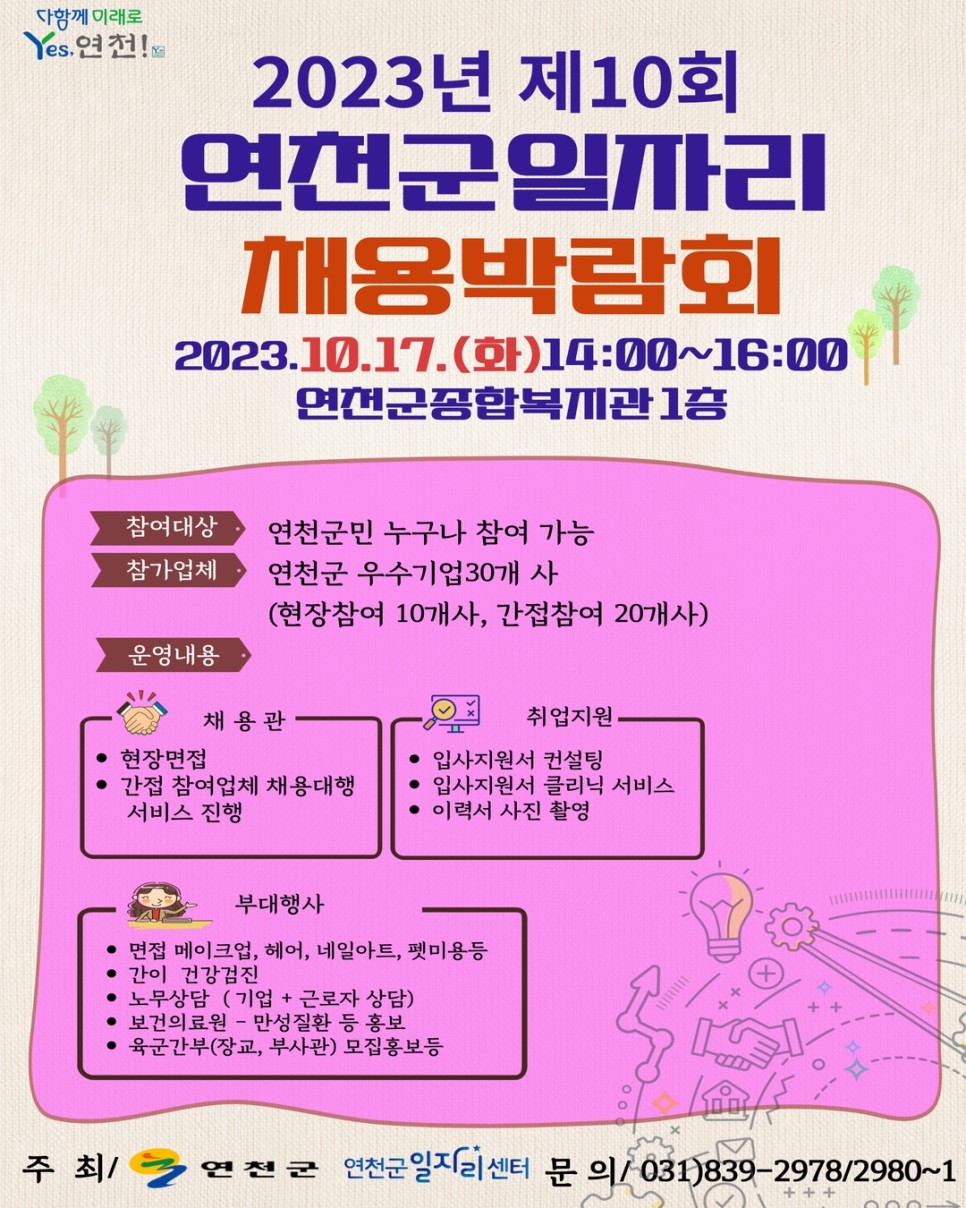 다함께 미래로
Yes, 연천!
2023년 제10회
연천군일자리
채용박람회
2023.10.17.(화)14:00~16:00
연천군종합복지관 1층
참여대상 연천군민 누구나 참여 가능
참가업체 연천군 우수기업30개 사
(현장참여 10개사, 간접참여 20개사)
운영내용
채 용 관
• 현장면접
• 간접 참여업체 채용대행
서비스 진행
취업지원
• 입사지원서 컨설팅
• 입사지원서 클리닉 서비스
• 이력서 사진 촬영
부대행사
• 면접 메이크업, 헤어, 네일아트, 펫미용등
• 간이 건강검진
• 노무상담 ( 기업 + 근로자 상담)
• 보건의료원 - 만성질환 등 홍보
• 육군간부(장교, 부사관) 모집홍보등
주 최/ 연천군 연천군일자리센터 문 의/ 031)839-2978/2980~1